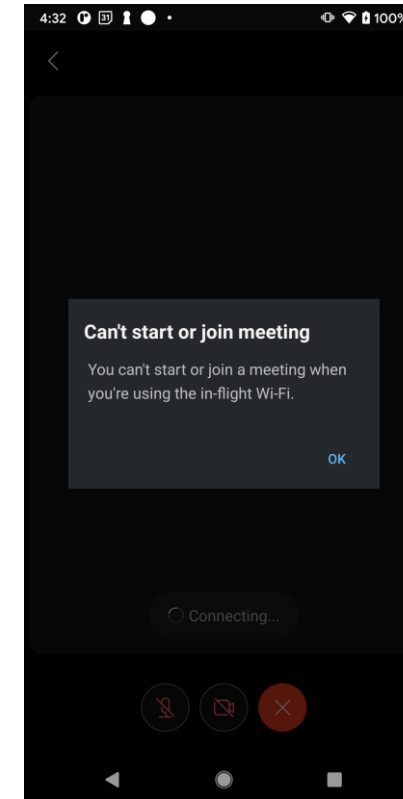 4:32 31 100%
Can't start or join meeting
You can't start or join a meeting when
you're using the in-flight Wi-Fi.
OK
Connecting...